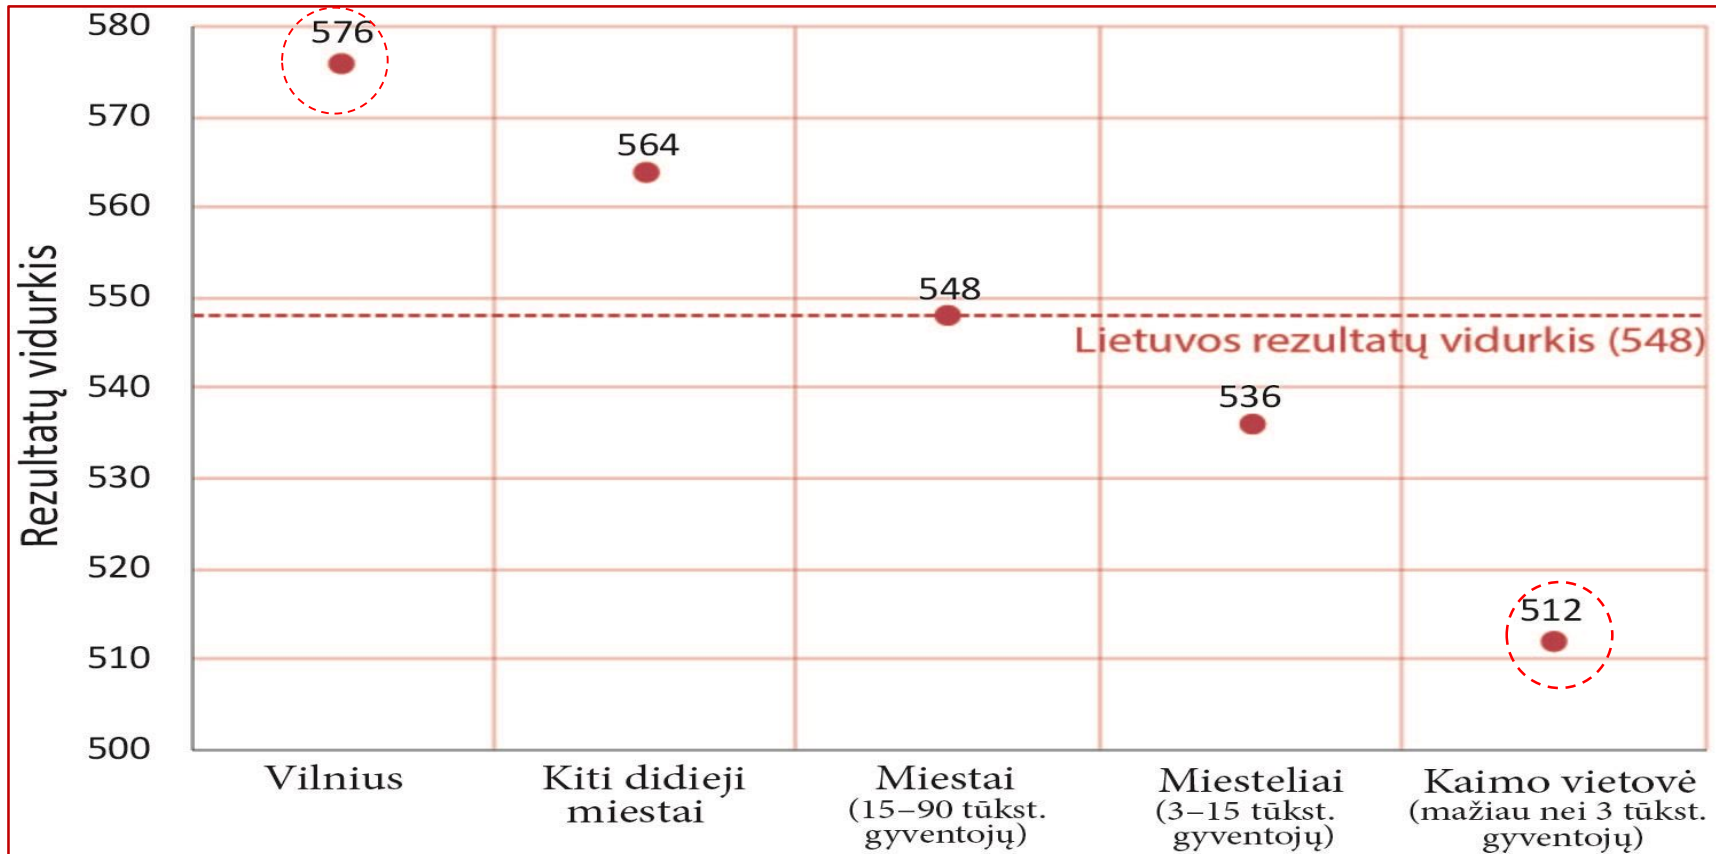 Rezultatų vidurkis
580
570
560
550
540
530
520
510
500
576
564
548
536
512
Lietuvos rezultatų vidurkis (548)
Vilnius
Kiti didieji
miestai
Miestai
(15–90 tūkst.
gyventojų)
Miesteliai
(3–15 tūkst.
gyventojų)
Kaimo vietovė
(mažiau nei 3 tūkst.
gyventojų)